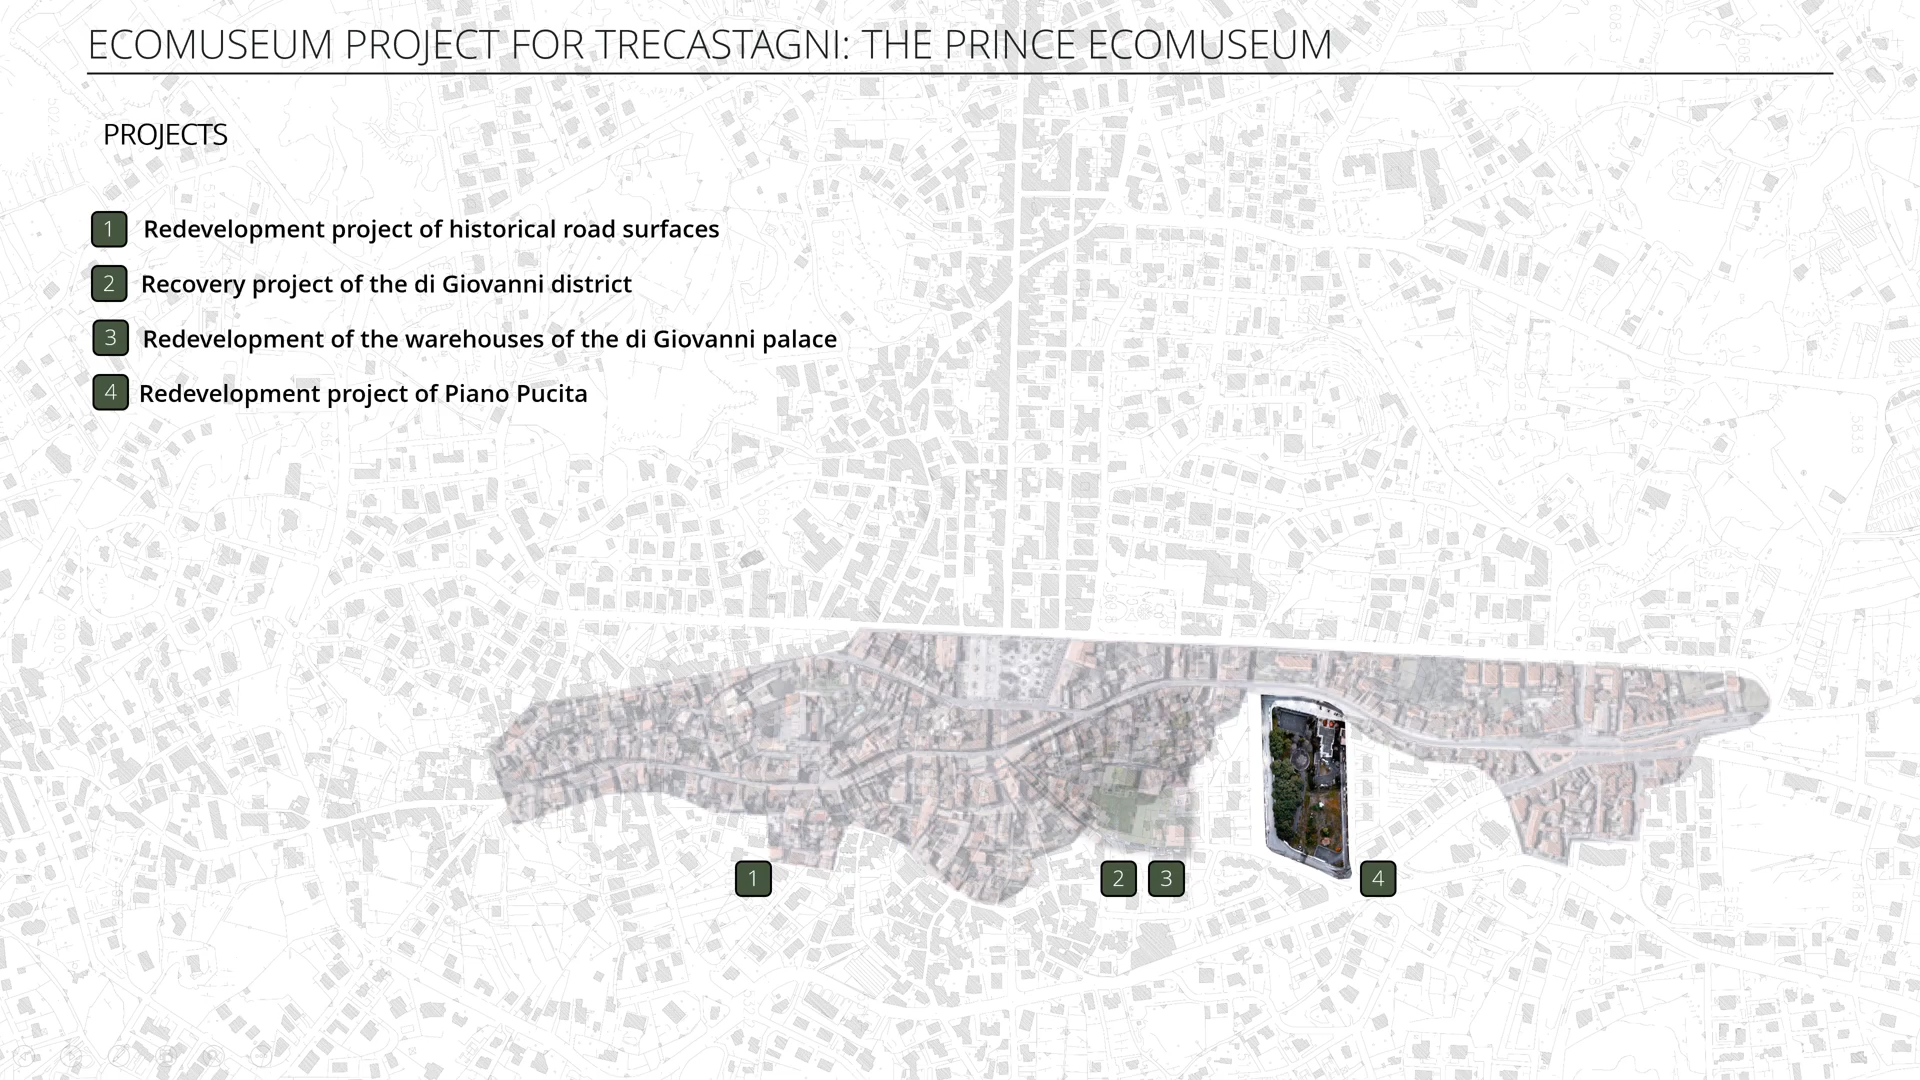 ECOMUSEUM PROJECT FOR TRECASTAGNI: THE PRINCE ECOMUSEUM
PROJECTS
1 Redevelopment project of historical road surfaces
2 Recovery project of the di Giovanni district
3 Redevelopment of the warehouses of the di Giovanni palace
4 Redevelopment project of Piano Pucita
1 2 3 4